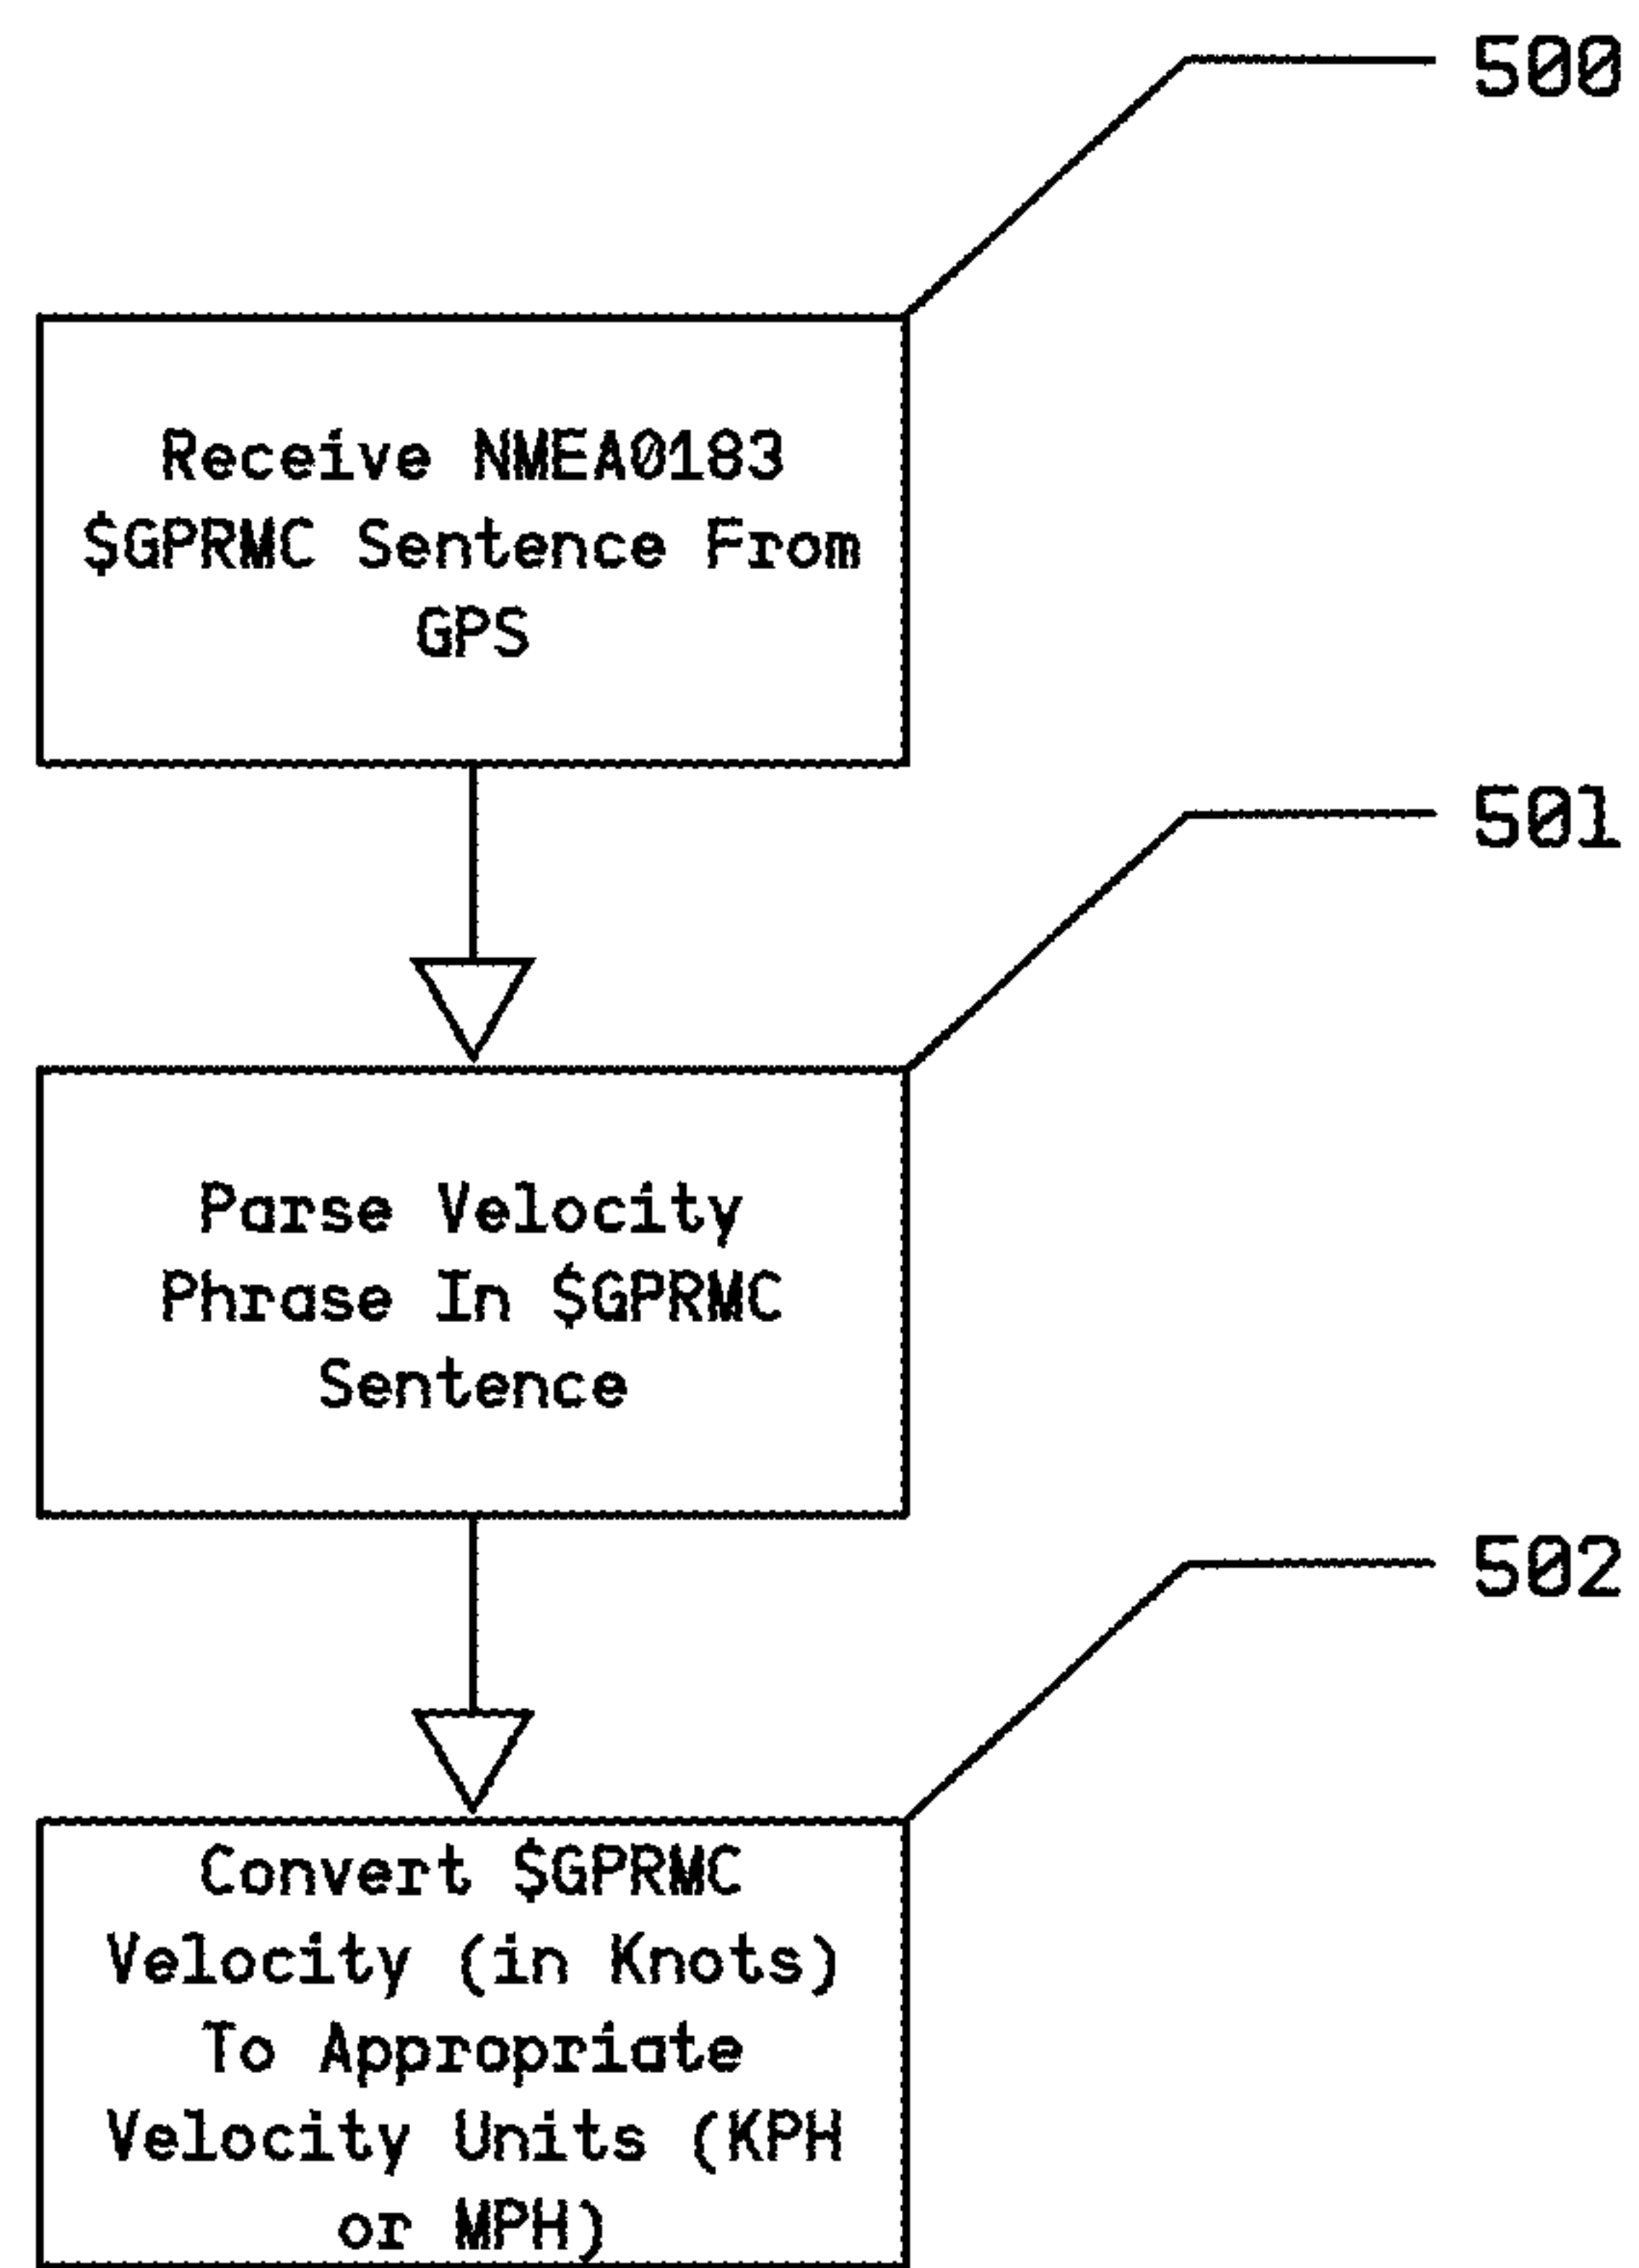 500
Receive NMEA0183
$GPRMC Sentence From
GPS
501
Parse Velocity
Phrase In $GPRMC
Sentence
502
Convert $GPRMC
Velocity (in Knots)
To Appropriate
Velocity Units (KPH
or MPH)